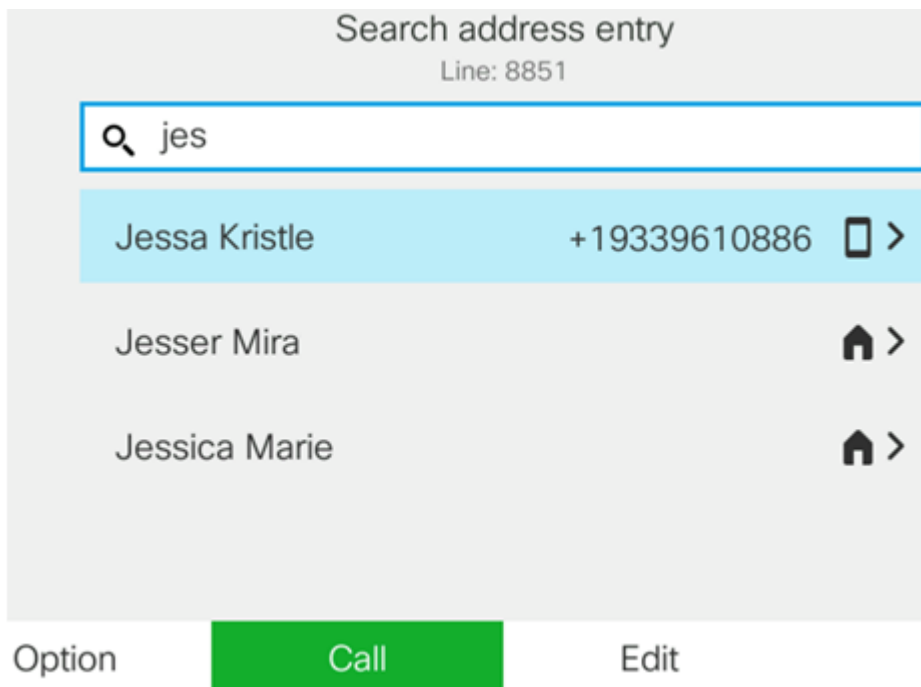 Search address entry
Line: 8851
jes
Jessa Kristle +19339610886
Jesser Mira
Jessica Marie
Option Call Edit